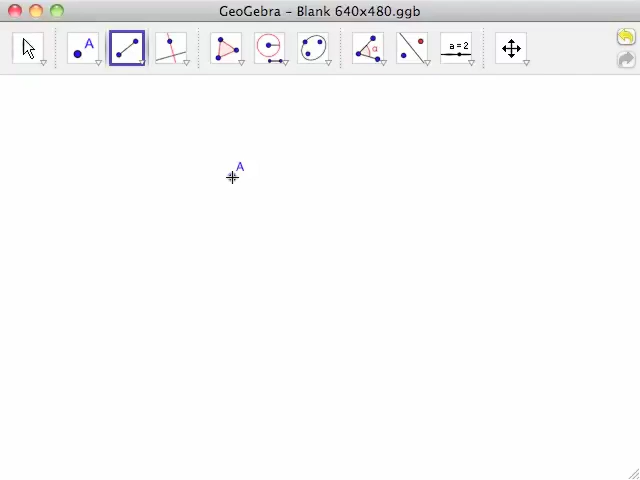 GeoGebra – Blank 640x480.ggb
A
α
a = 2
A